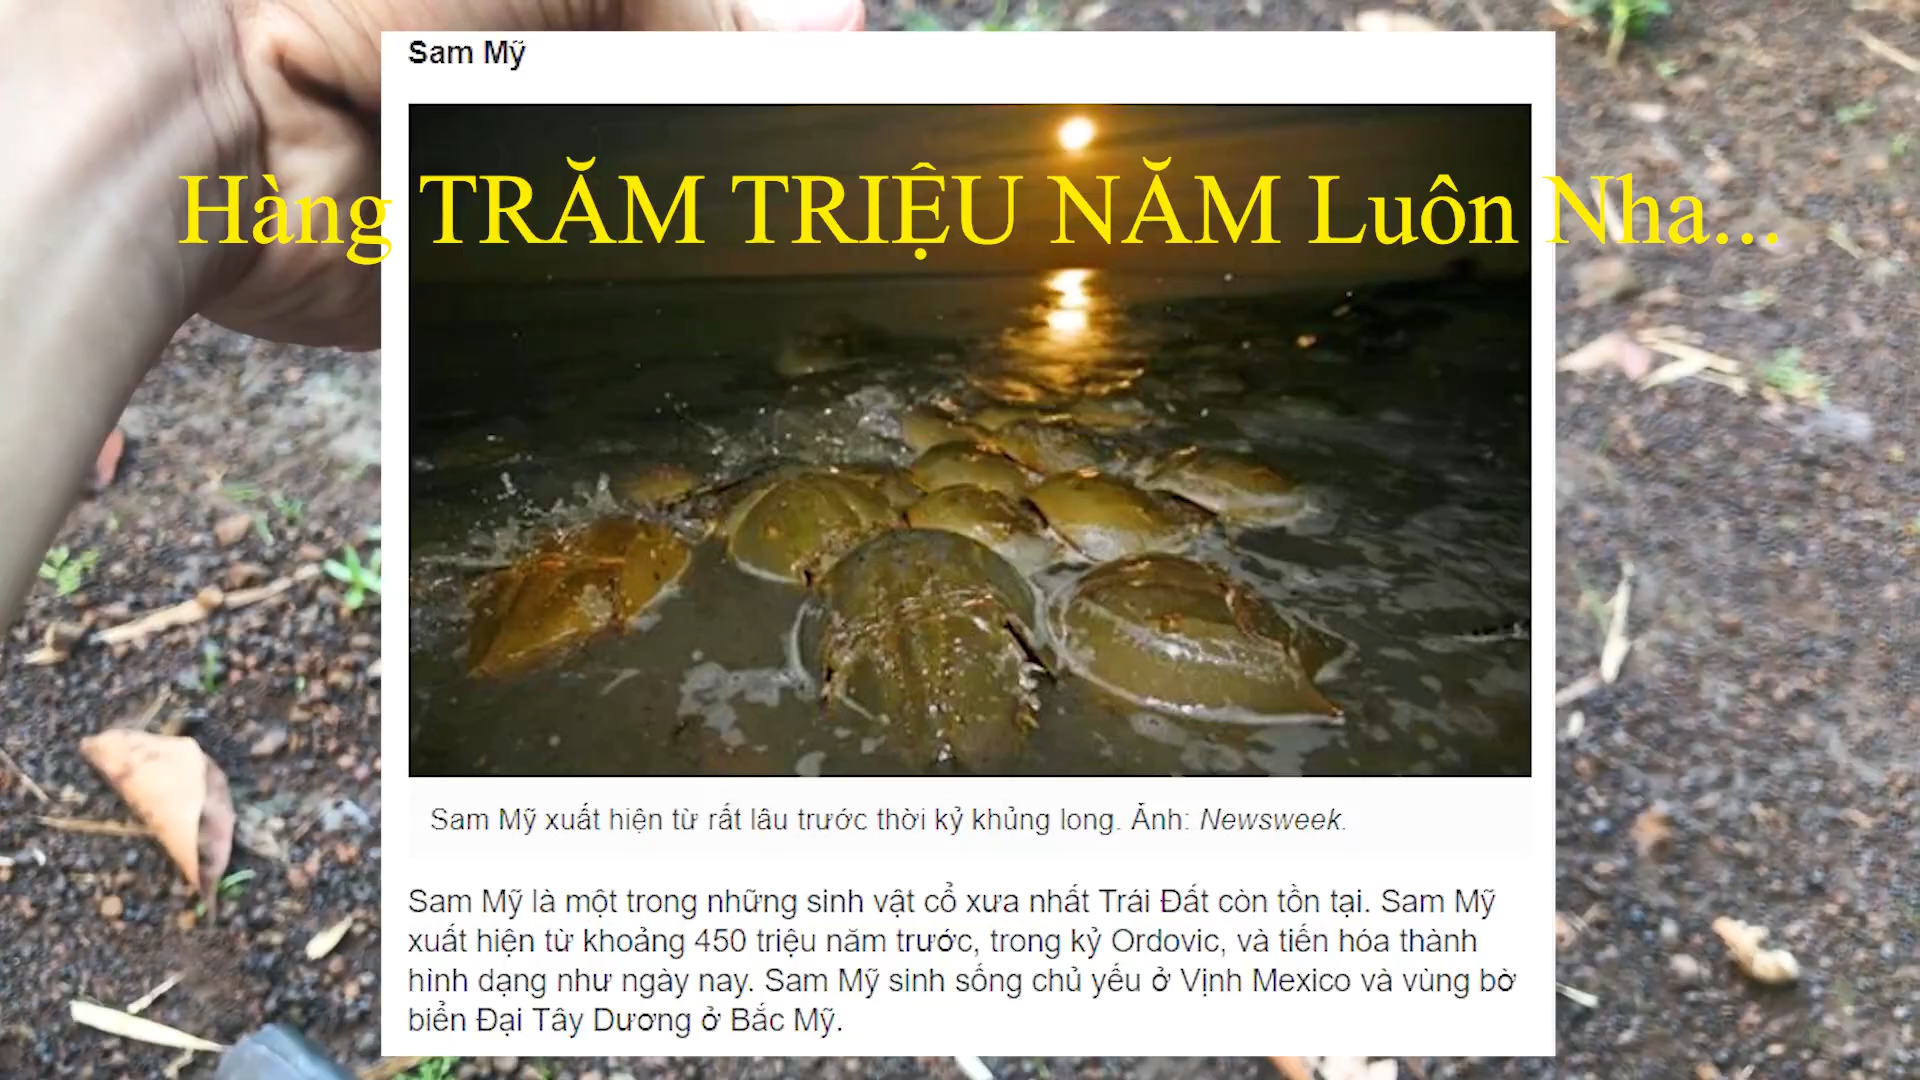 Sam Mỹ
Hàng TRĂM TRIỆU NĂM Luôn Nha...
Sam Mỹ xuất hiện từ rất lâu trước thời kỷ khủng long. Ảnh: Newsweek.
Sam Mỹ là một trong những sinh vật cổ xưa nhất Trái Đất còn tồn tại. Sam Mỹ
xuất hiện từ khoảng 450 triệu năm trước, trong kỷ Ordovic, và tiến hóa thành
hình dạng như ngày nay. Sam Mỹ sinh sống chủ yếu ở Vịnh Mexico và vùng bờ
biển Đại Tây Dương ở Bắc Mỹ.